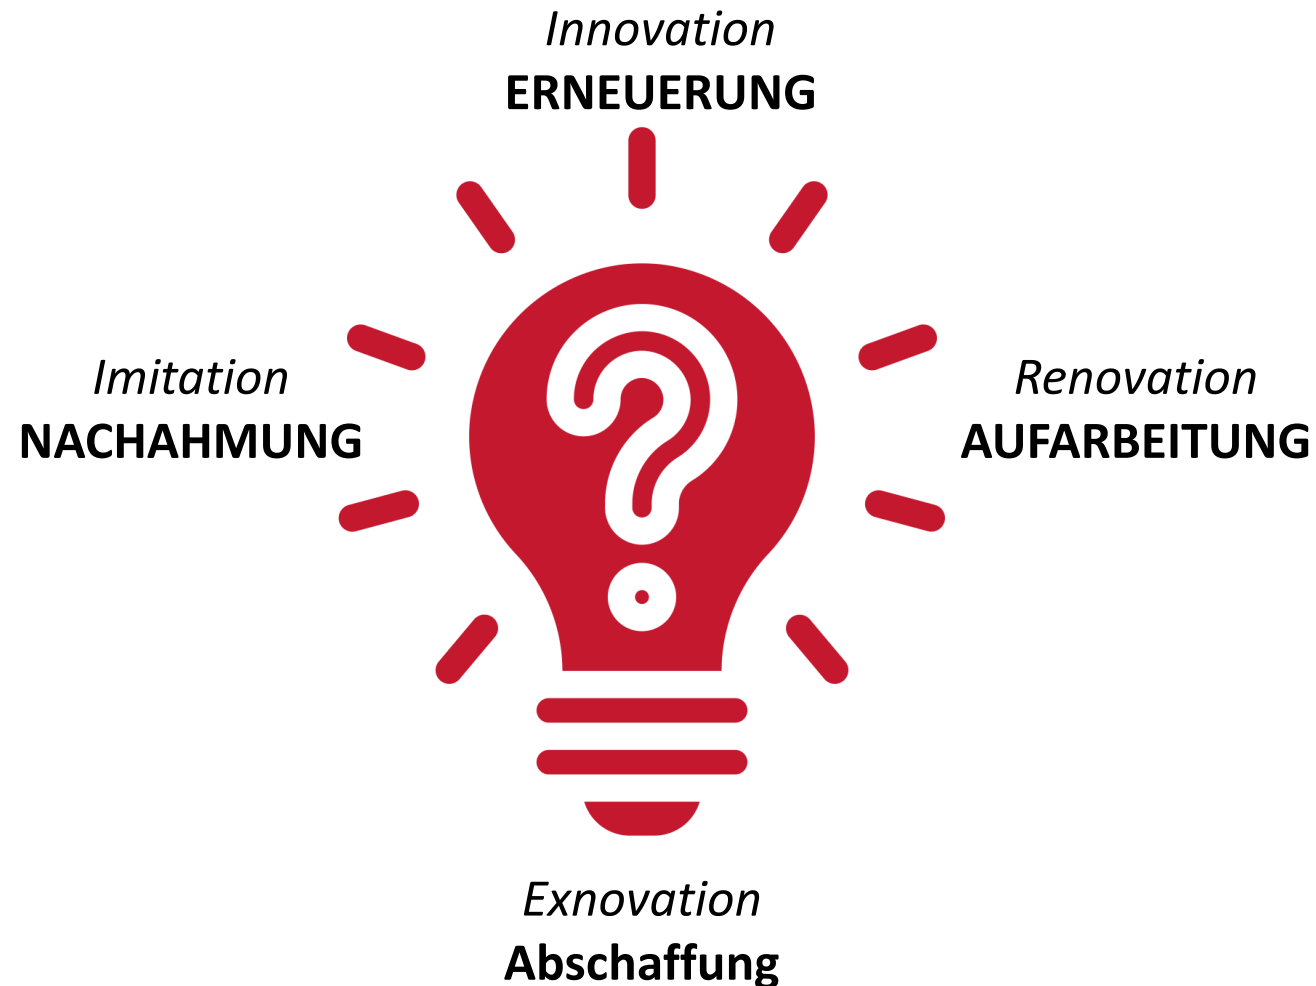 Innovation
ERNEUERUNG
Imitation
NACHAHMUNG
Renovation
AUFARBEITUNG
Exnovation
Abschaffung